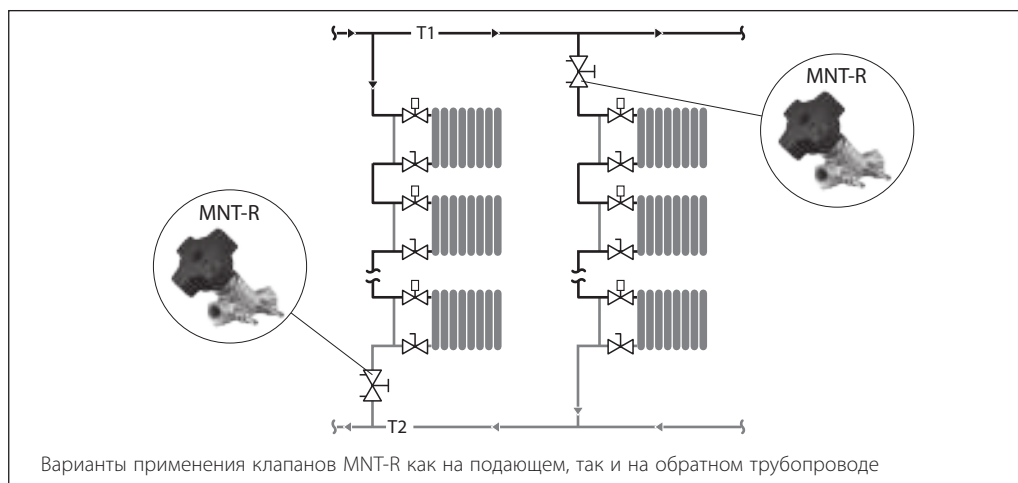 T1
MNT-R
MNT-R
T2
Варианты применения клапанов MNT-R как на подающем, так и на обратном трубопроводе